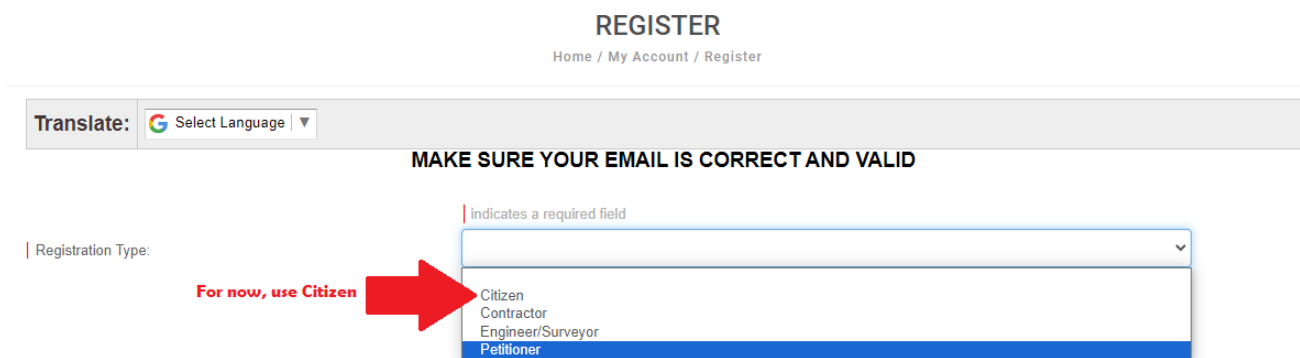 REGISTER
Home / My Account / Register
Translate: Select Language ▼
MAKE SURE YOUR EMAIL IS CORRECT AND VALID
indicates a required field
Registration Type:
For now, use Citizen
Citizen
Contractor
Engineer/Surveyor
Petitioner